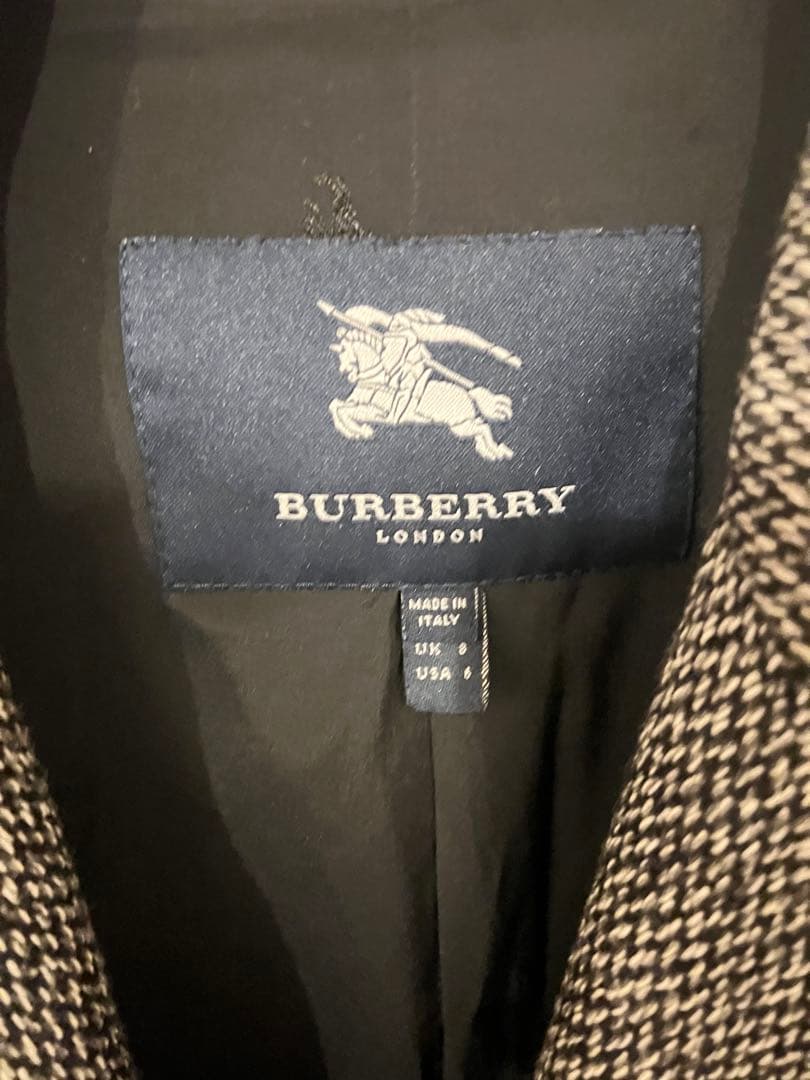 BURBERRY
LONDON
MADE IN
ITALY
UK 8
USA 6